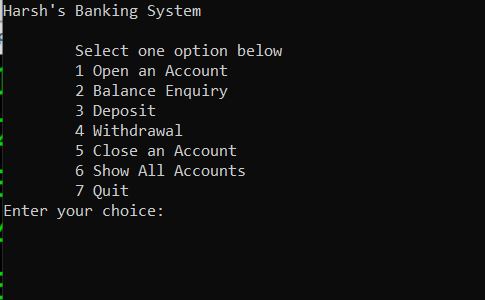 Harsh's Banking System
Select one option below
1 Open an Account
2 Balance Enquiry
3 Deposit
4 Withdrawal
5 Close an Account
6 Show All Accounts
7 Quit
Enter your choice: